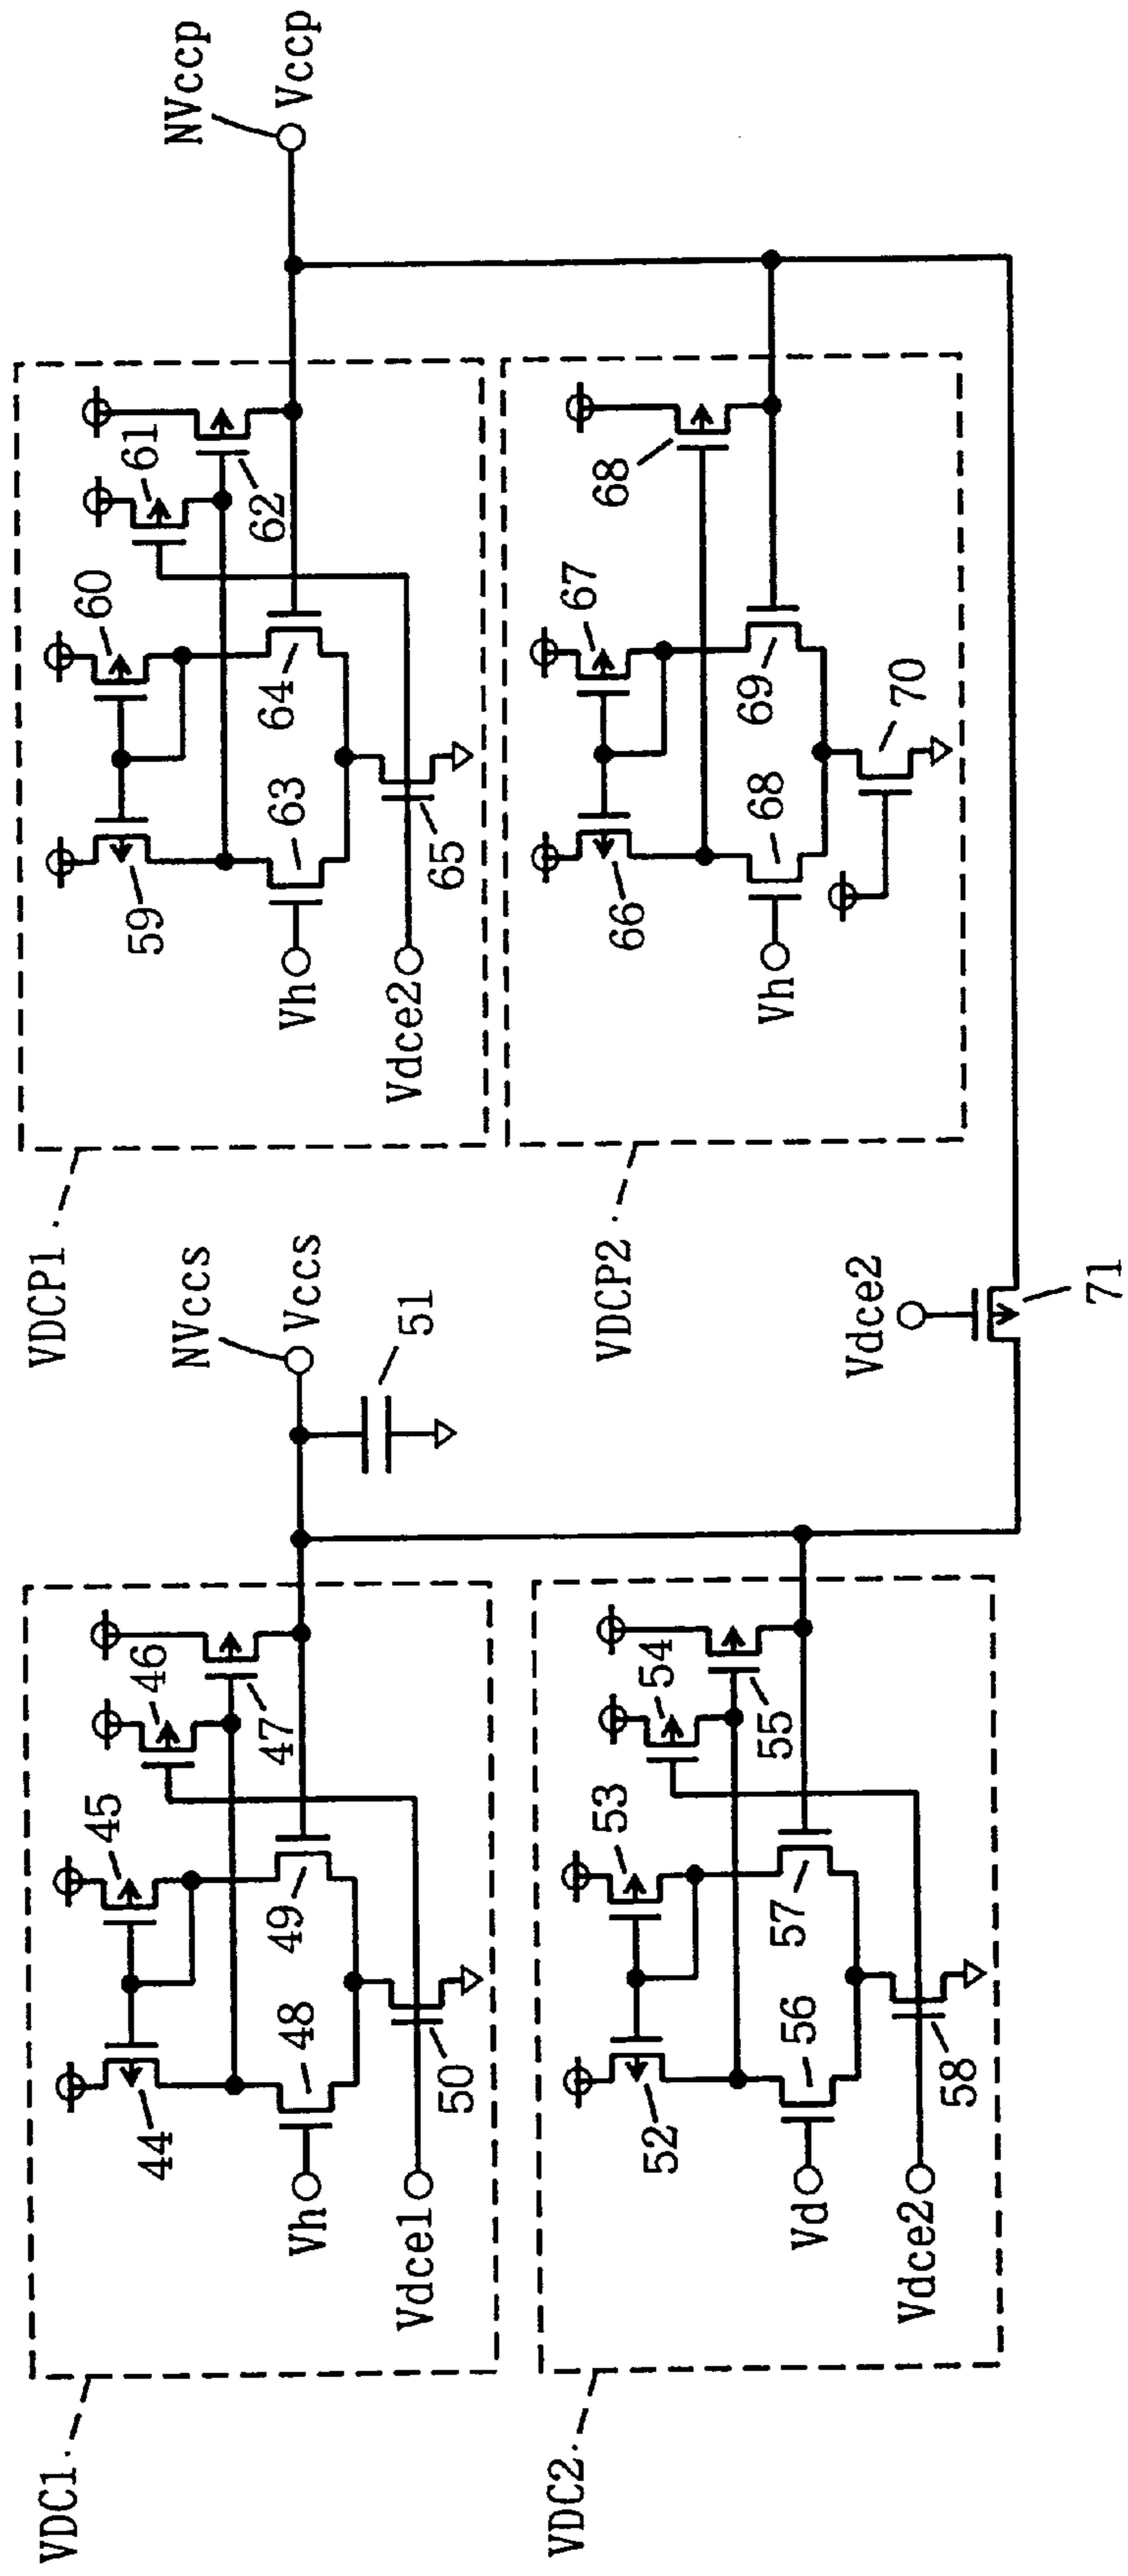 NVccp
Vccp
VDCP1
59
60
61
62
63
64
65
Vh
Vdce2
VDCP2
66
67
68
68
69
70
Vh
NVccs
Vccs
51
Vdce2
71
VDC1
44
45
46
47
48
49
50
Vh
Vdce1
VDC2
52
53
54
55
56
57
58
Vd
Vdce2